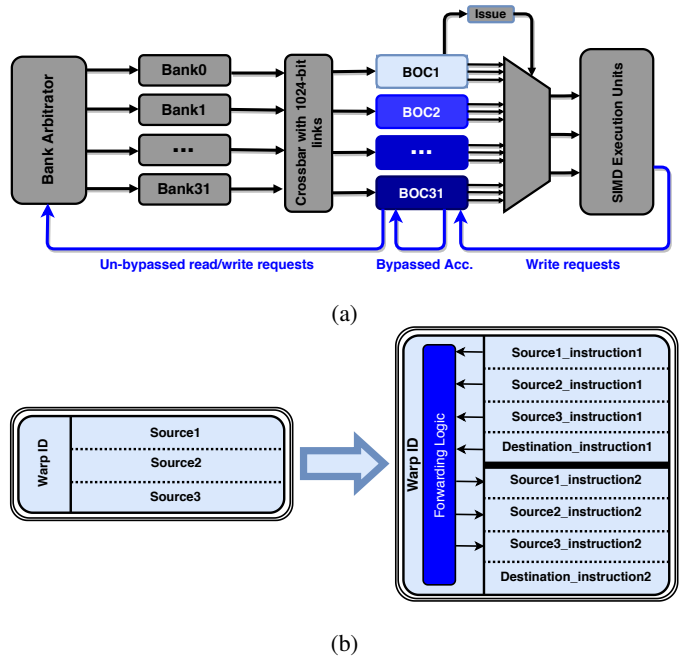 Issue
Bank Arbitrator
Bank0
Bank1
...
Bank31
Crossbar with 1024-bit
links
BOC1
BOC2
...
BOC31
SIMD Execution Units
Un-bypassed read/write requests
Bypassed Acc.
Write requests
(a)
Warp ID
Source1
Source2
Source3
Warp ID
Forwarding Logic
Source1_instruction1
Source2_instruction1
Source3_instruction1
Destination_instruction1
Source1_instruction2
Source2_instruction2
Source3_instruction2
Destination_instruction2
(b)